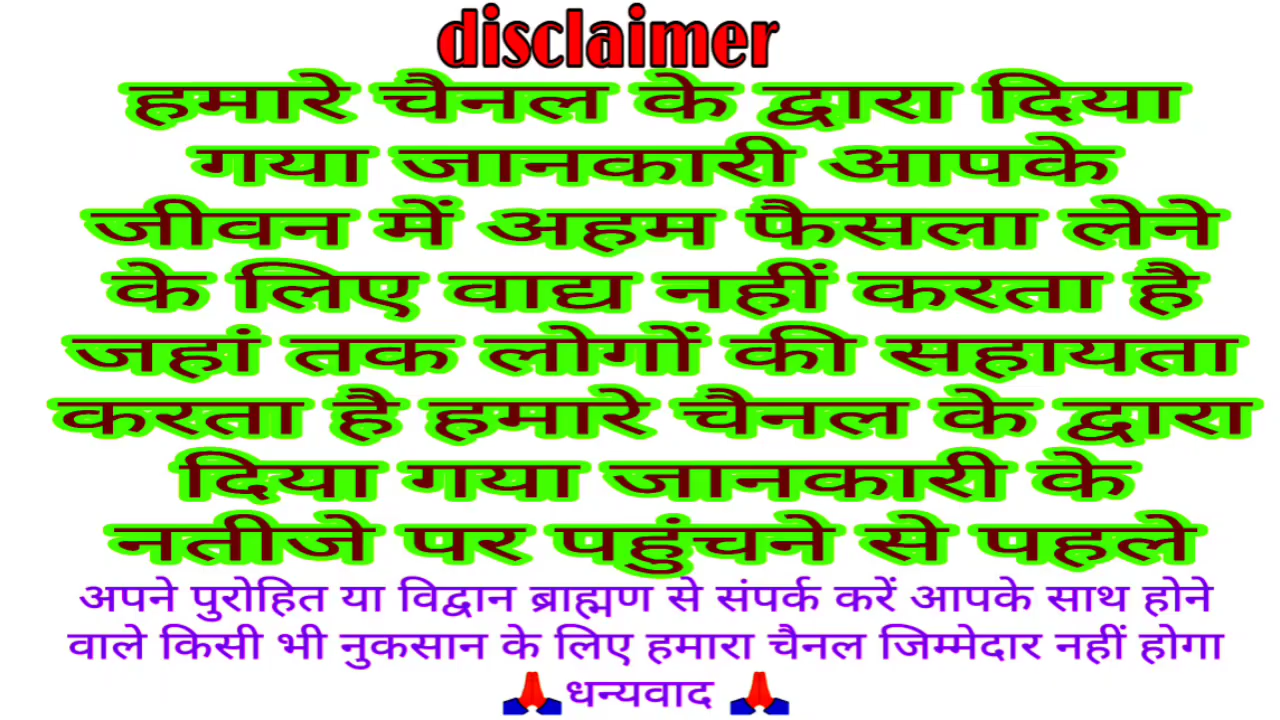 disclaimer
हमारे चैनल के द्वारा दिया
गया जानकारी आपके
जीवन में अहम फैसला लेने
के लिए वाद्य नहीं करता है
जहां तक लोगों की सहायता
करता है हमारे चैनल के द्वारा
दिया गया जानकारी के
नतीजे पर पहुंचने से पहले
अपने पुरोहित या विद्वान ब्राह्मण से संपर्क करें आपके साथ होने
वाले किसी भी नुकसान के लिए हमारा चैनल जिम्मेदार नहीं होगा
🙏धन्यवाद 🙏